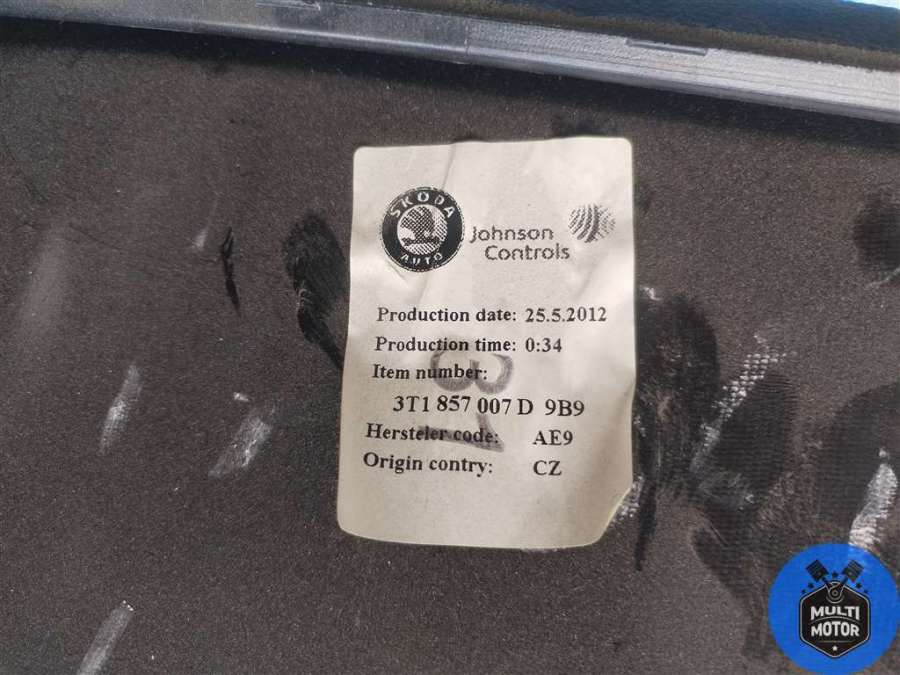 ŠKODA
AUTO
Johnson
Controls
Production date: 25.5.2012
Production time: 0:34
Item number:
3T1 857 007 D 9B9
Hersteler code: AE9
Origin contry: CZ
MULTI
MOTOR